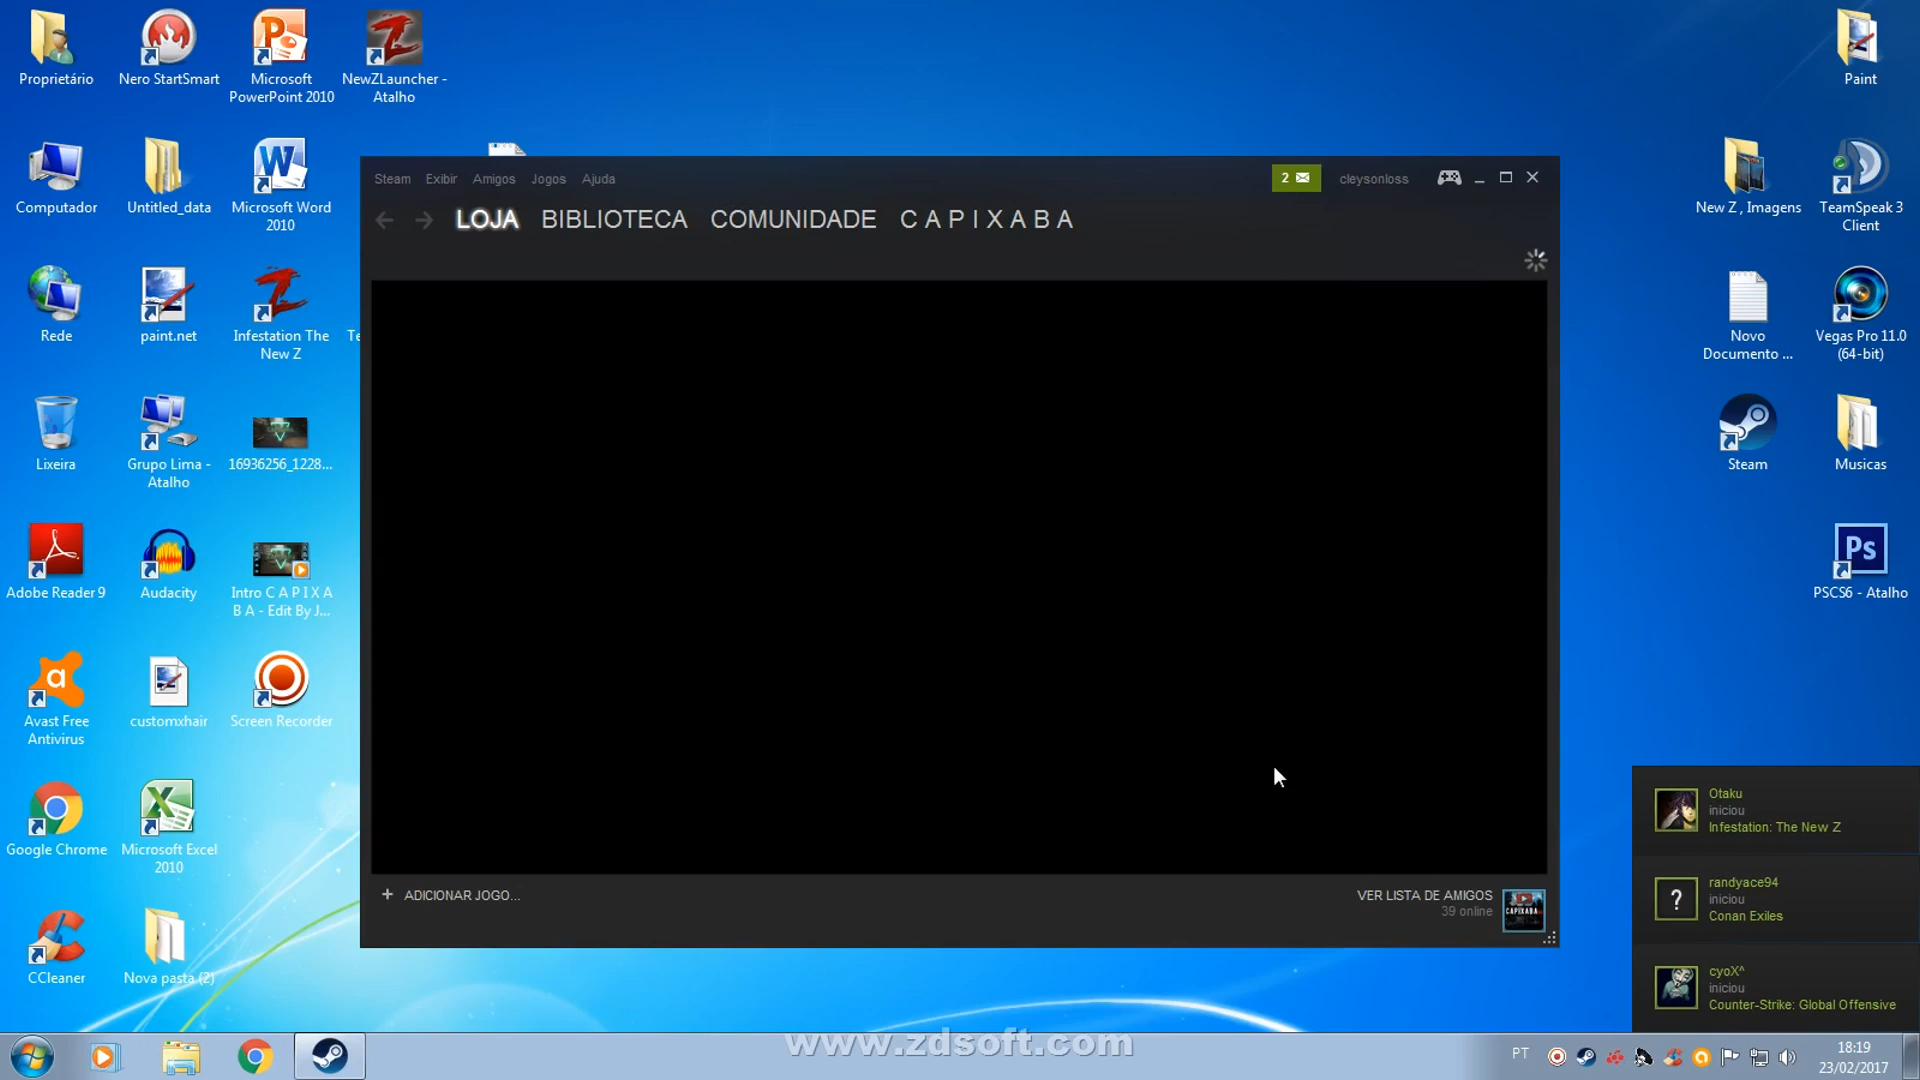 Proprietário
Nero StartSmart
Microsoft
PowerPoint 2010
NewZLauncher -
Atalho
Paint
Computador
Untitled_data
Microsoft Word
2010
New Z , Imagens
TeamSpeak 3
Client
Rede
paint.net
Infestation The
New Z
Te
Novo
Documento ...
Vegas Pro 11.0
(64-bit)
Lixeira
Grupo Lima -
Atalho
16936256_1228...
Steam
Musicas
Adobe Reader 9
Audacity
Intro C A P I X A
B A - Edit By J...
Ps
PSCS6 - Atalho
Avast Free
Antivirus
customxhair
Screen Recorder
Google Chrome
Microsoft Excel
2010
CCleaner
Nova pasta (2)
Steam Exibir Amigos Jogos Ajuda
2
cleysonloss
LOJA BIBLIOTECA COMUNIDADE C A P I X A B A
+ ADICIONAR JOGO...
VER LISTA DE AMIGOS
39 online
CAPIXABA
Otaku
iniciou
Infestation: The New Z
?
randyace94
iniciou
Conan Exiles
cyoX^
iniciou
Counter-Strike: Global Offensive
www.zdsoft.com
PT
18:19
23/02/2017